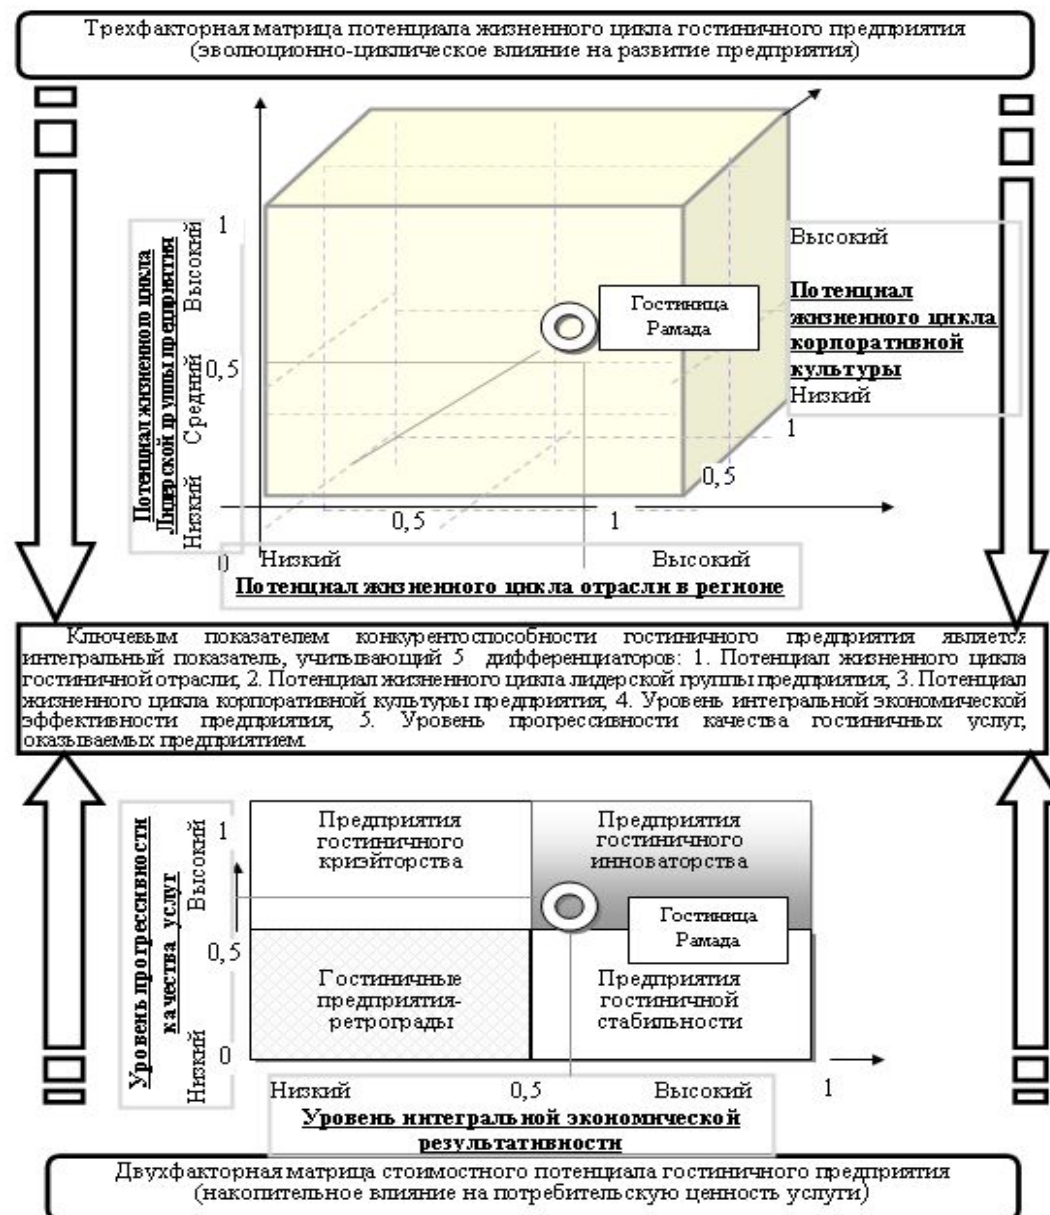 Трехфакторная матрица потенциала жизненного цикла гостиничного предприятия
(эволюционно-циклическое влияние на развитие предприятия)
Потенциал жизненного цикла
Лидерской группы предприятия
Низкий Средний Высокий
1
0,5
0
Гостиница
Рамада
Высокий
Потенциал
жизненного цикла
корпоративной
культуры
Низкий
1
0,5
0,5
1
Низкий
Высокий
Потенциал жизненного цикла отрасли в регионе
Ключевым показателем конкурентоспособности гостиничного предприятия является
интегральный показатель, учитывающий 5 дифференциаторов: 1. Потенциал жизненного цикла
гостиничной отрасли; 2. Потенциал жизненного цикла лидерской группы предприятия; 3. Потенциал
жизненного цикла корпоративной культуры предприятия; 4. Уровень интегральной экономической
эффективности предприятия; 5. Уровень прогрессивности качества гостиничных услуг,
оказываемых предприятием.
Уровень прогрессивности
качества услуг
Низкий Высокий
1
0,5
0
Предприятия
гостиничного
криэйторства
Предприятия
гостиничного
инноваторства
Гостиница
Рамада
Гостиничные
предприятия-
ретрограды
Предприятия
гостиничной
стабильности
Низкий
0,5
Высокий
1
Уровень интегральной экономической
результативности
Двухфакторная матрица стоимостного потенциала гостиничного предприятия
(накопительное влияние на потребительскую ценность услуги)